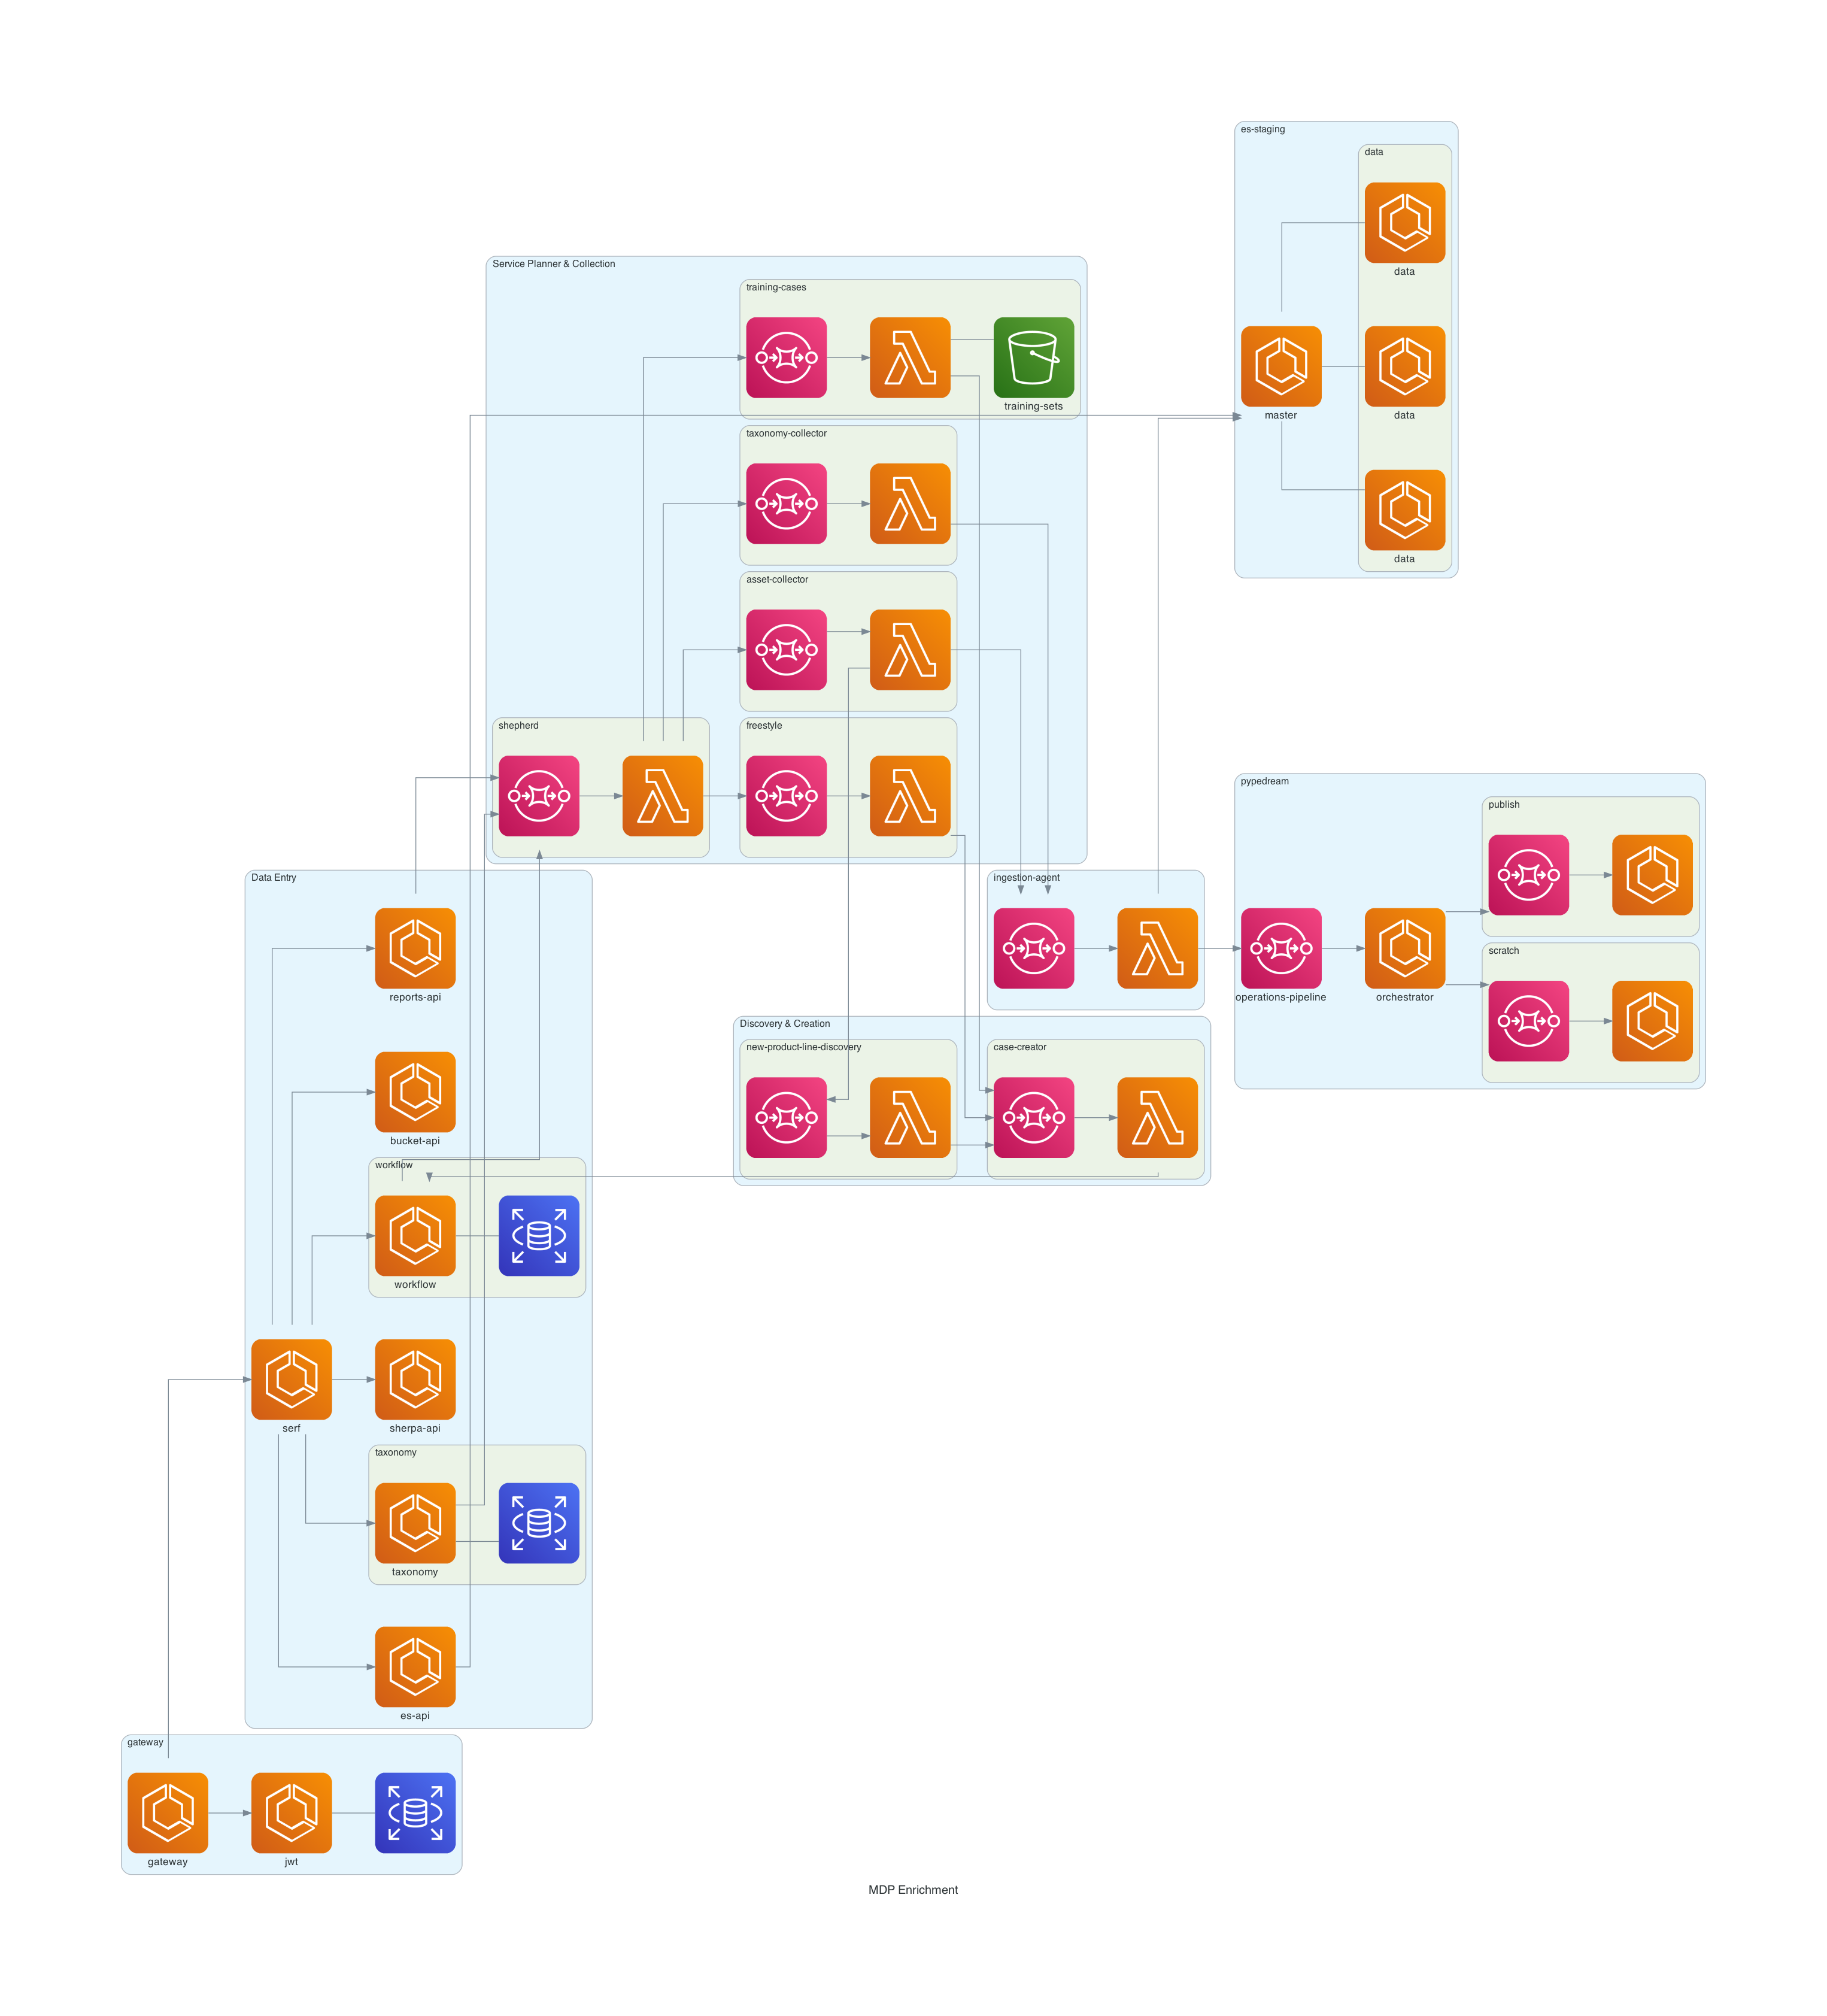 es-staging
data
data
master
data
data
Service Planner & Collection
training-cases
training-sets
taxonomy-collector
asset-collector
shepherd
freestyle
pypedream
publish
scratch
operations-pipeline
orchestrator
Data Entry
ingestion-agent
reports-api
Discovery & Creation
new-product-line-discovery
case-creator
bucket-api
workflow
workflow
serf
sherpa-api
taxonomy
taxonomy
es-api
gateway
gateway
jwt
MDP Enrichment